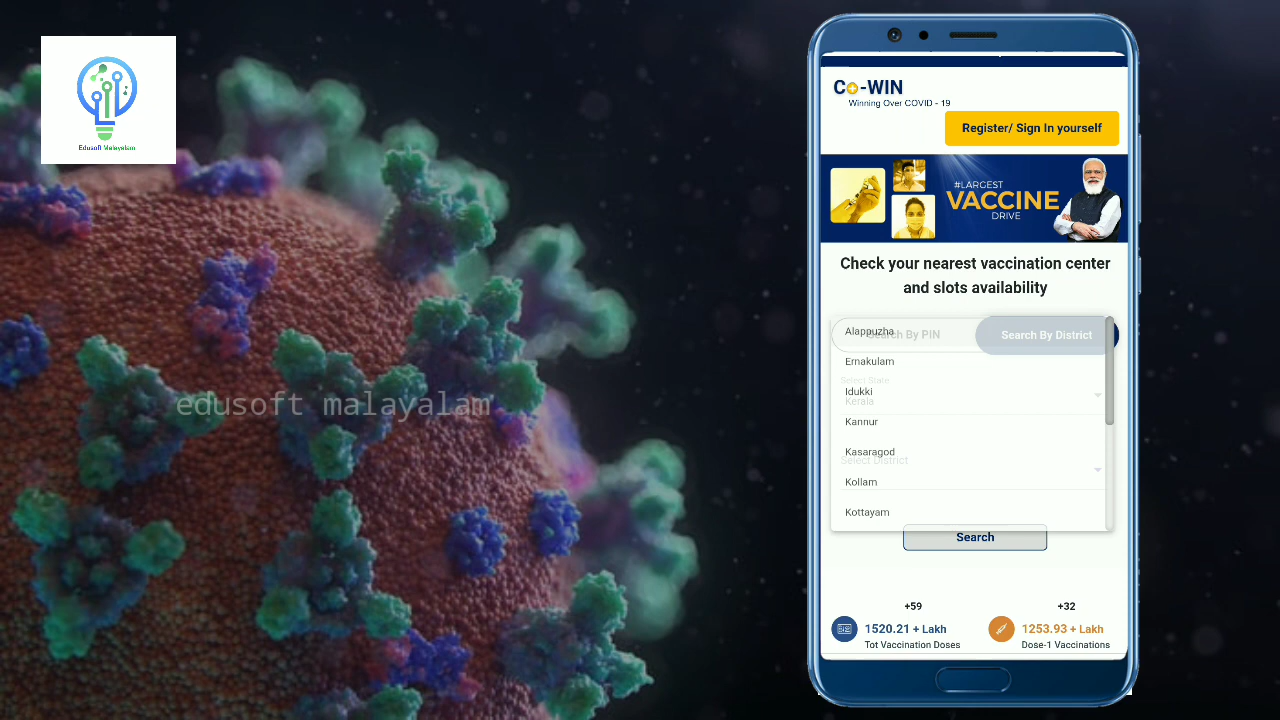 Edusoft Malayalam
edusoft malayalam
Co-WIN
Winning Over COVID - 19
Register/ Sign In yourself
#LARGEST
VACCINE
DRIVE
Check your nearest vaccination center
and slots availability
Search By PIN
Search By District
Alappuzha
Ernakulam
Select State
Idukki
Kerala
Kannur
Kasaragod
Select District
Kollam
Kottayam
Search
+59
1520.21 + Lakh
Tot Vaccination Doses
+32
1253.93 + Lakh
Dose-1 Vaccinations